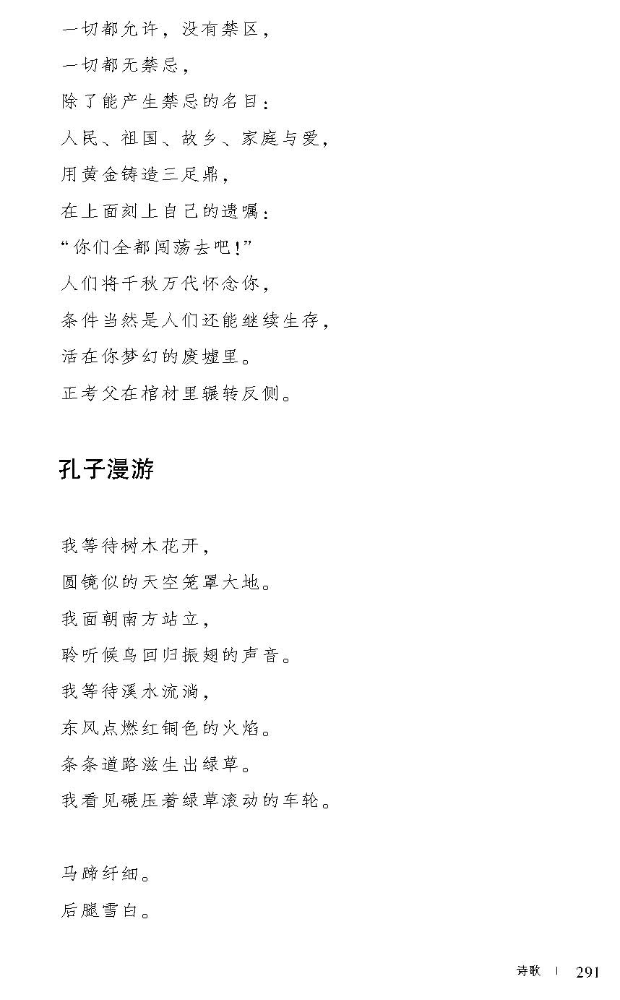 一切都允许，没有禁区，
一切都无禁忌，
除了能产生禁忌的名目：
人民、祖国、故乡、家庭与爱，
用黄金铸造三足鼎，
在上面刻上自己的遗嘱：
“你们全都闯荡去吧！”
人们将千秋万代怀念你，
条件当然是人们还能继续生存，
活在你梦幻的废墟里。
正考父在棺材里辗转反侧。
孔子漫游
我等待树木花开，
圆镜似的天空笼罩大地。
我面朝南方站立，
聆听候鸟回归振翅的声音。
我等待溪水流淌，
东风点燃红铜色的火焰。
条条道路滋生出绿草。
我看见碾压着绿草滚动的车轮。
马蹄纤细。
后腿雪白。
诗歌 | 291